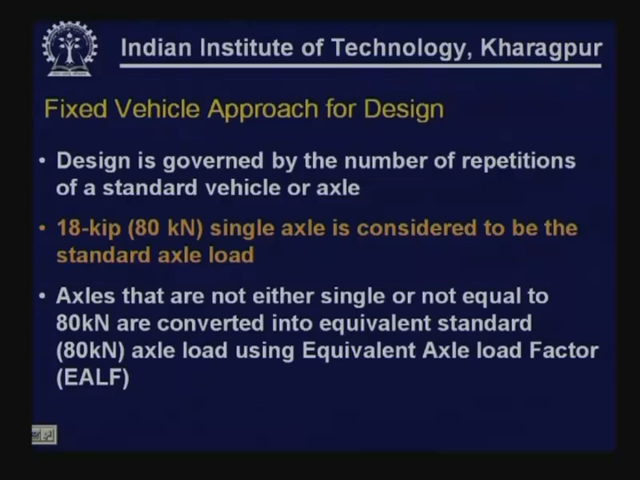 Indian Institute of Technology, Kharagpur
Fixed Vehicle Approach for Design
• Design is governed by the number of repetitions
of a standard vehicle or axle
• 18-kip (80 kN) single axle is considered to be the
standard axle load
• Axles that are not either single or not equal to
80kN are converted into equivalent standard
(80kN) axle load using Equivalent Axle load Factor
(EALF)